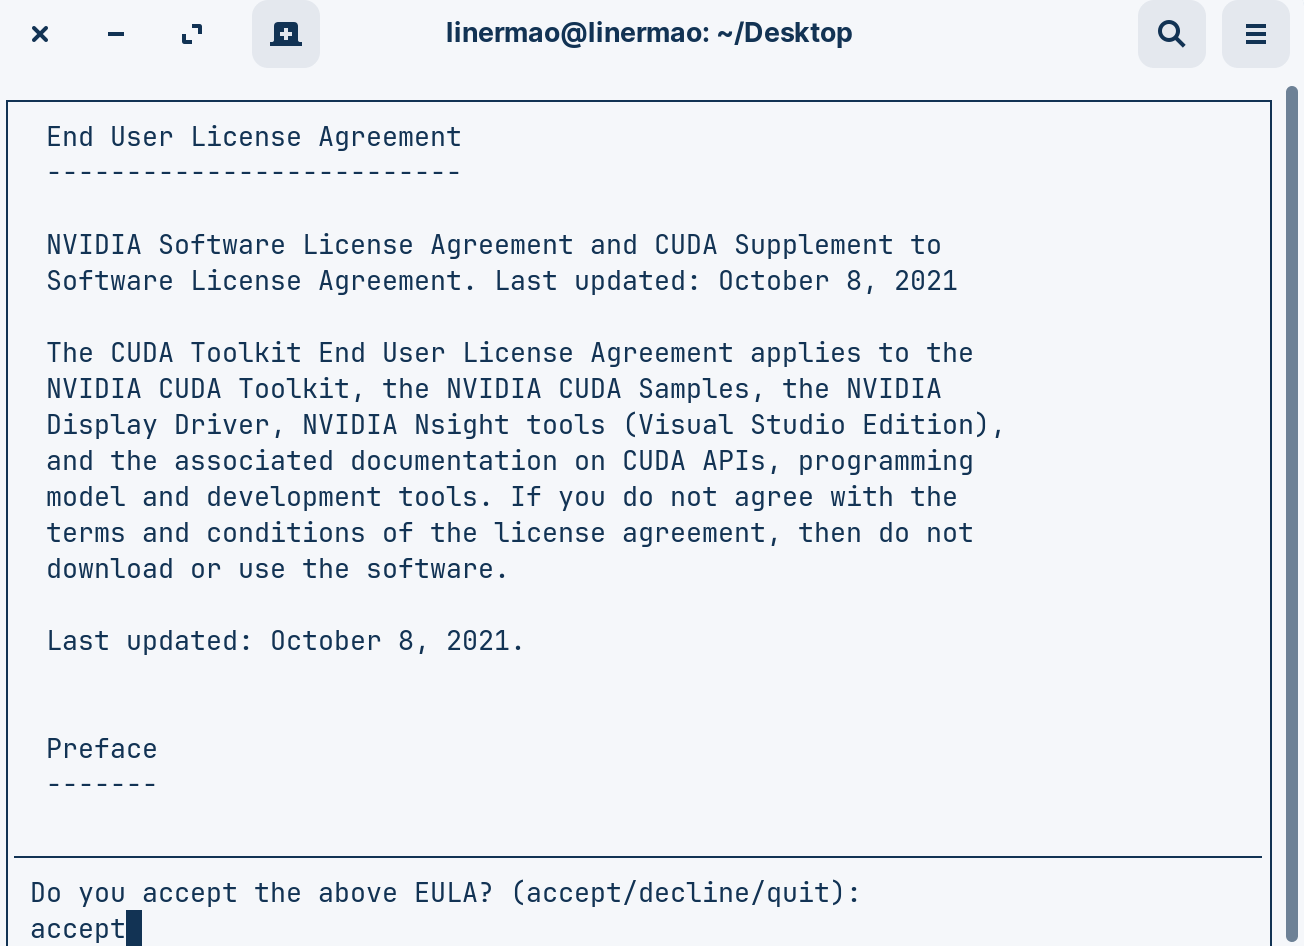 linermao@linermao: ~/Desktop
End User License Agreement
--------------------------
NVIDIA Software License Agreement and CUDA Supplement to
Software License Agreement. Last updated: October 8, 2021
The CUDA Toolkit End User License Agreement applies to the
NVIDIA CUDA Toolkit, the NVIDIA CUDA Samples, the NVIDIA
Display Driver, NVIDIA Nsight tools (Visual Studio Edition),
and the associated documentation on CUDA APIs, programming
model and development tools. If you do not agree with the
terms and conditions of the license agreement, then do not
download or use the software.
Last updated: October 8, 2021.
Preface
-------
Do you accept the above EULA? (accept/decline/quit):
accept